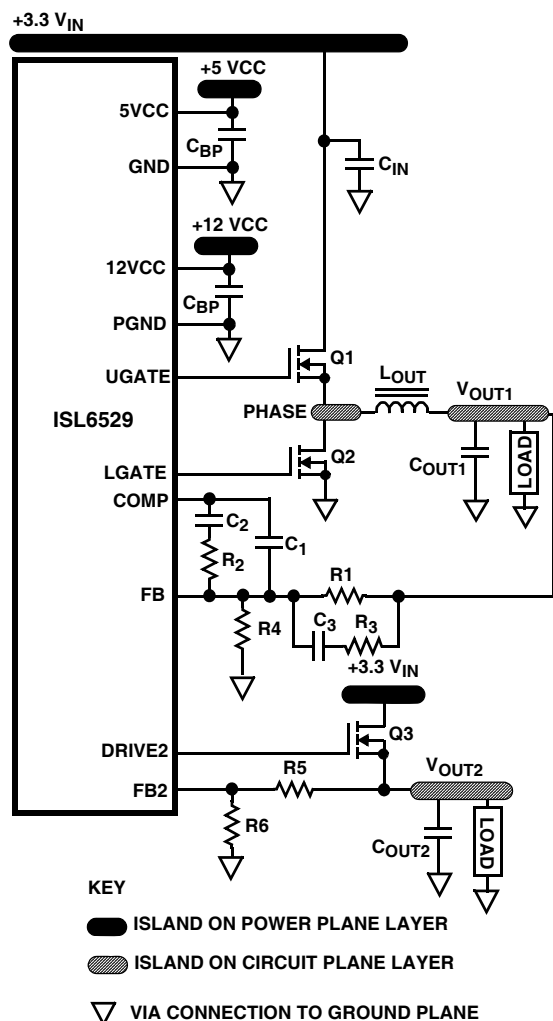 +3.3 VIN
+5 VCC
5VCC
CBP
GND
CIN
+12 VCC
12VCC
CBP
PGND
Q1
UGATE
LOUT
VOUT1
PHASE
ISL6529
Q2
COUT1
LOAD
LGATE
COMP
C2
C1
R2
R1
FB
C3
R3
R4
+3.3 VIN
Q3
DRIVE2
VOUT2
R5
FB2
R6
COUT2
LOAD
KEY
ISLAND ON POWER PLANE LAYER
ISLAND ON CIRCUIT PLANE LAYER
VIA CONNECTION TO GROUND PLANE